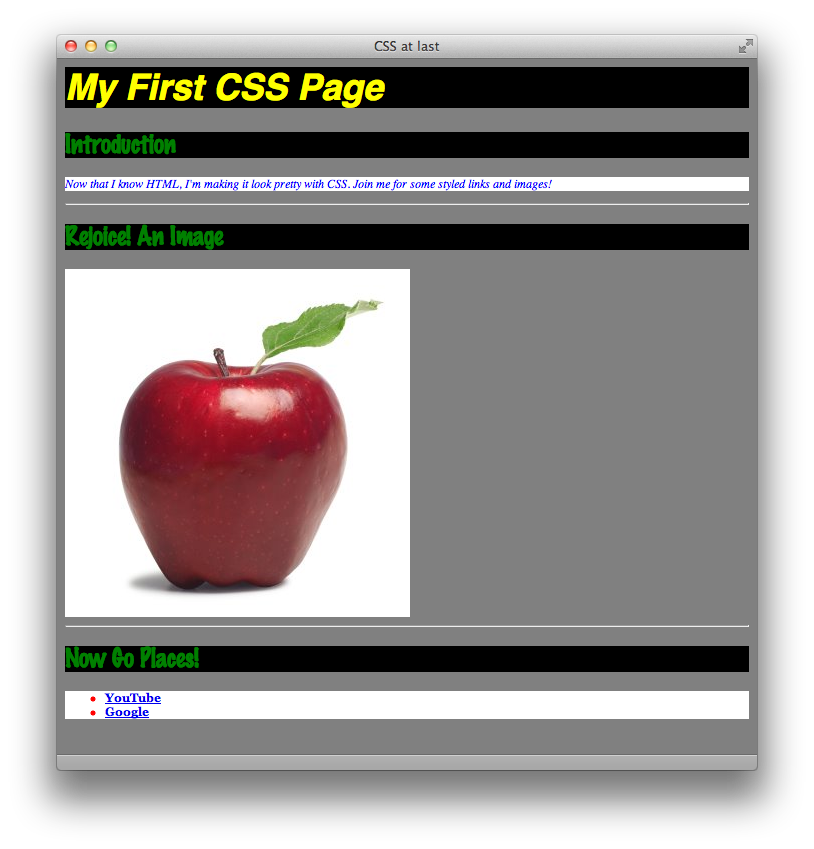 CSS at last
My First CSS Page
Introduction
Now that I know HTML, I'm making it look pretty with CSS. Join me for some styled links and images!
Rejoice! An Image
Now Go Places!
YouTube
Google